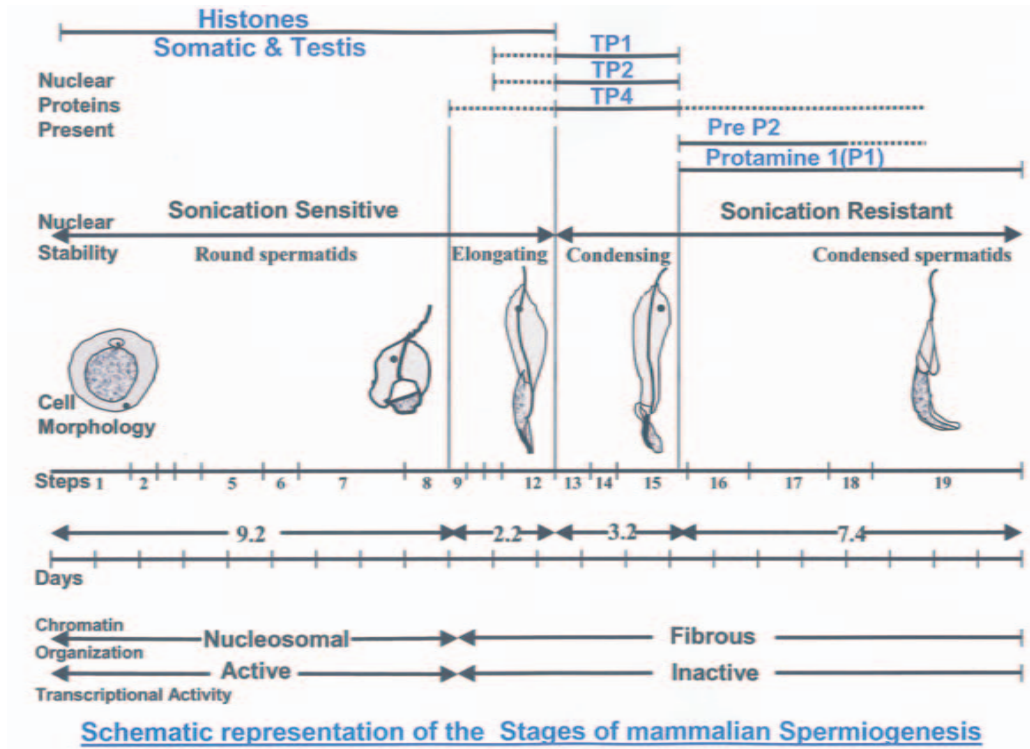 Histones
Somatic & Testis
TP1
TP2
TP4
Nuclear
Proteins
Present
Pre P2
Protamine 1(P1)
Nuclear
Stability
Sonication Sensitive
Sonication Resistant
Round spermatids
Elongating
Condensing
Condensed spermatids
Cell
Morphology
Steps 1 2 5 6 7 8 9 12 13 14 15 16 17 18 19
9.2 2.2 3.2 7.4
Days
Chromatin
Organization
Nucleosomal
Fibrous
Active
Inactive
Transcriptional Activity
Schematic representation of the Stages of mammalian Spermiogenesis